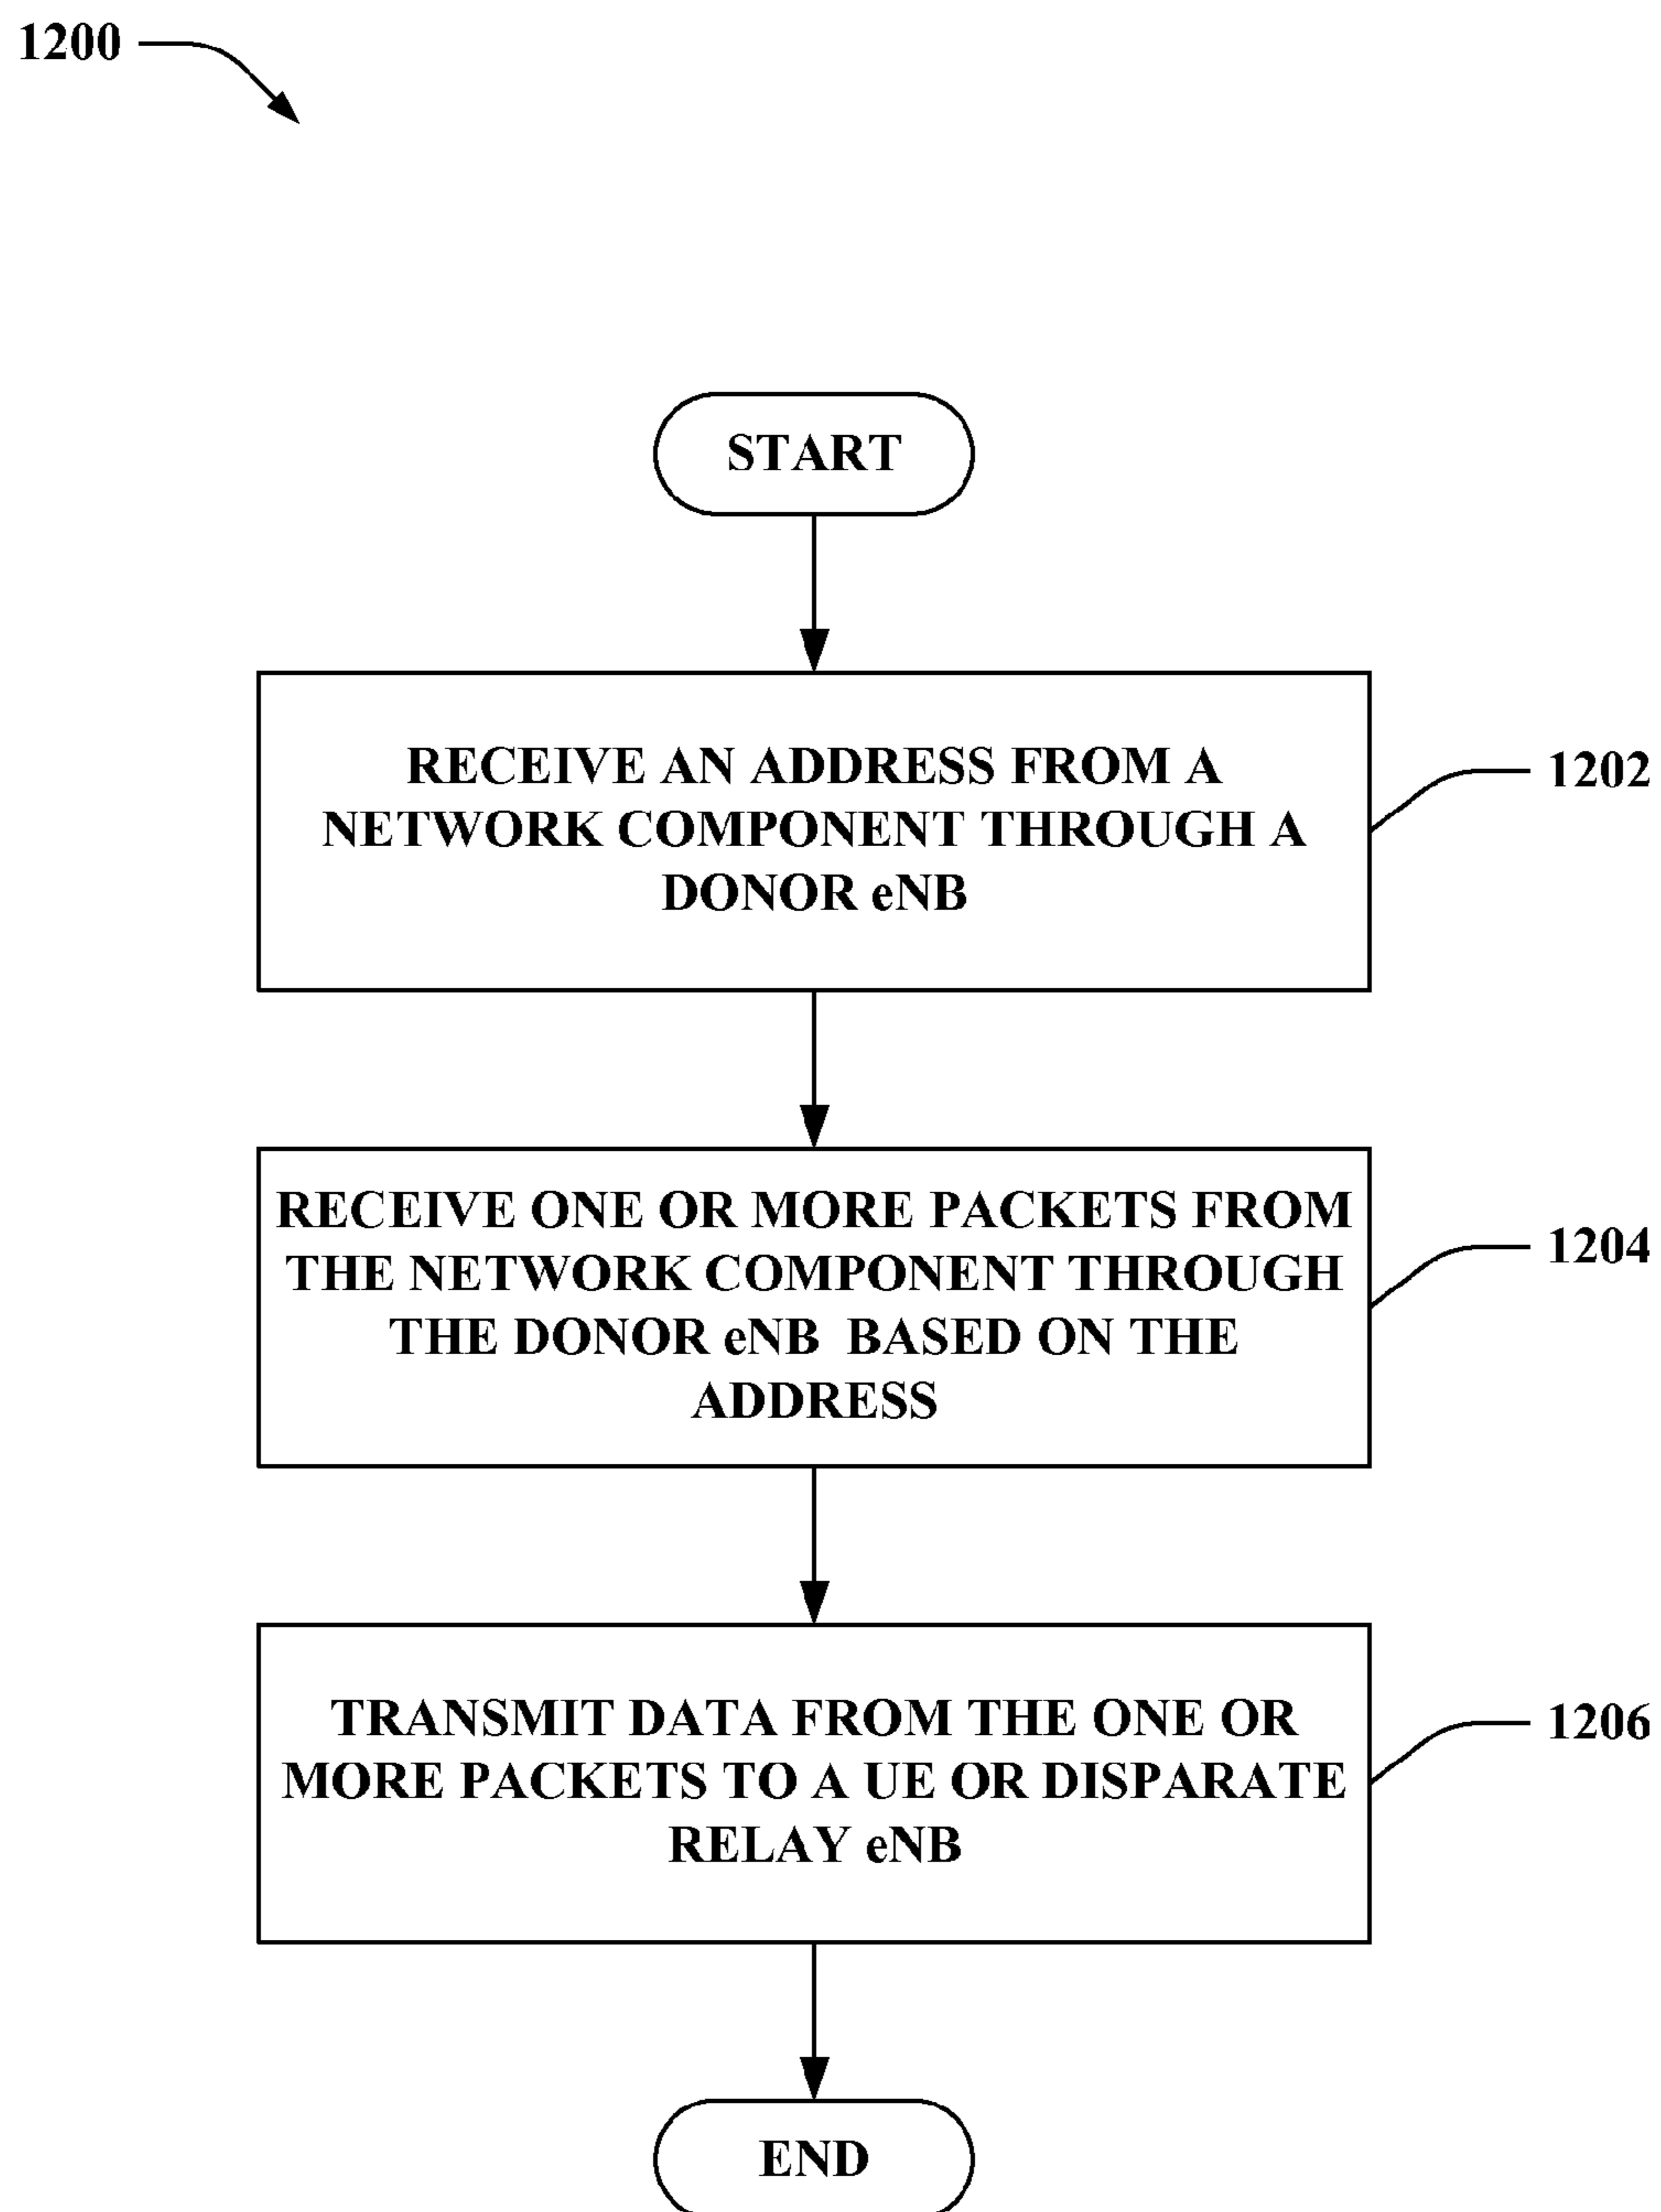 1200
START
RECEIVE AN ADDRESS FROM A
NETWORK COMPONENT THROUGH A
DONOR eNB
1202
RECEIVE ONE OR MORE PACKETS FROM
THE NETWORK COMPONENT THROUGH
THE DONOR eNB BASED ON THE
ADDRESS
1204
TRANSMIT DATA FROM THE ONE OR
MORE PACKETS TO A UE OR DISPARATE
RELAY eNB
1206
END